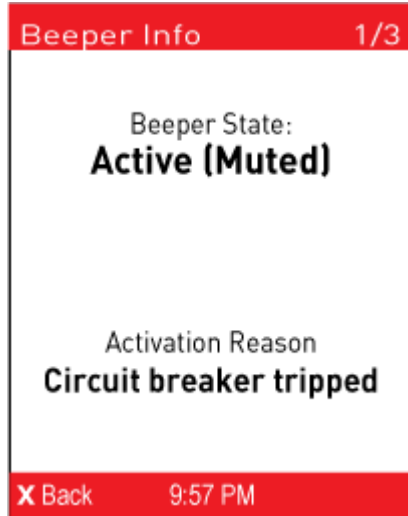 Beeper Info 1/3
Beeper State:
Active (Muted)
Activation Reason
Circuit breaker tripped
X Back 9:57 PM